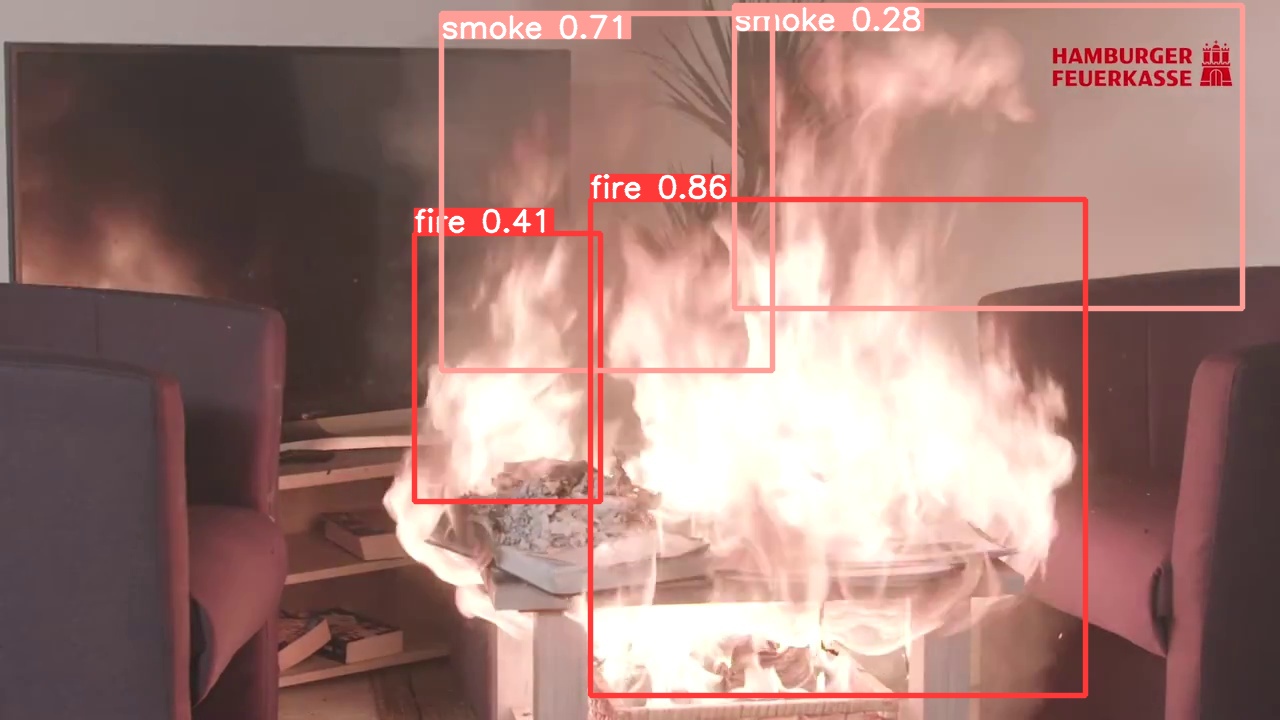 smoke 0.71
smoke 0.28
HAMBURGER
FEUERKASSE
fire 0.86
fire 0.41